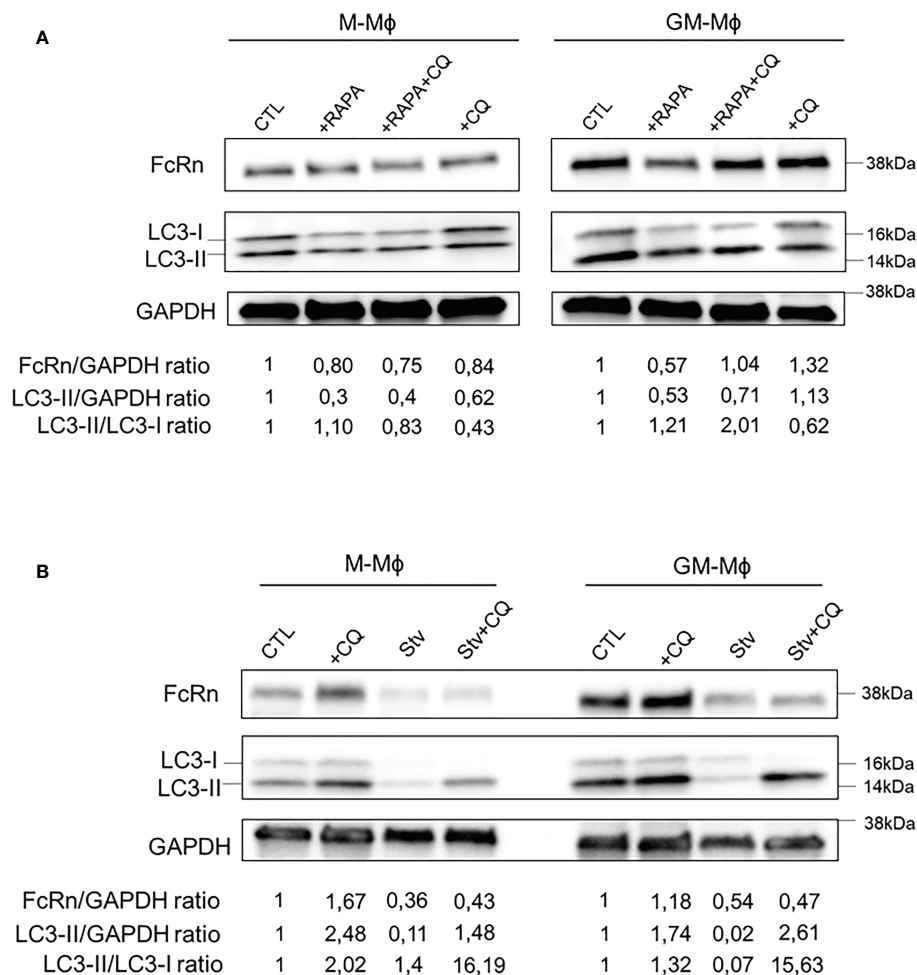 A
M-Mϕ GM-Mϕ
CTL +RAPA +RAPA+CQ +CQ CTL +RAPA +RAPA+CQ +CQ
FcRn 38kDa
LC3-I 16kDa
LC3-II 14kDa
38kDa
GAPDH
FcRn/GAPDH ratio 1 0,80 0,75 0,84 1 0,57 1,04 1,32
LC3-II/GAPDH ratio 1 0,3 0,4 0,62 1 0,53 0,71 1,13
LC3-II/LC3-I ratio 1 1,10 0,83 0,43 1 1,21 2,01 0,62
B
M-Mϕ GM-Mϕ
CTL +CQ Stv Stv+CQ CTL +CQ Stv Stv+CQ
FcRn 38kDa
LC3-I 16kDa
LC3-II 14kDa
38kDa
GAPDH
FcRn/GAPDH ratio 1 1,67 0,36 0,43 1 1,18 0,54 0,47
LC3-II/GAPDH ratio 1 2,48 0,11 1,48 1 1,74 0,02 2,61
LC3-II/LC3-I ratio 1 2,02 1,4 16,19 1 1,32 0,07 15,63